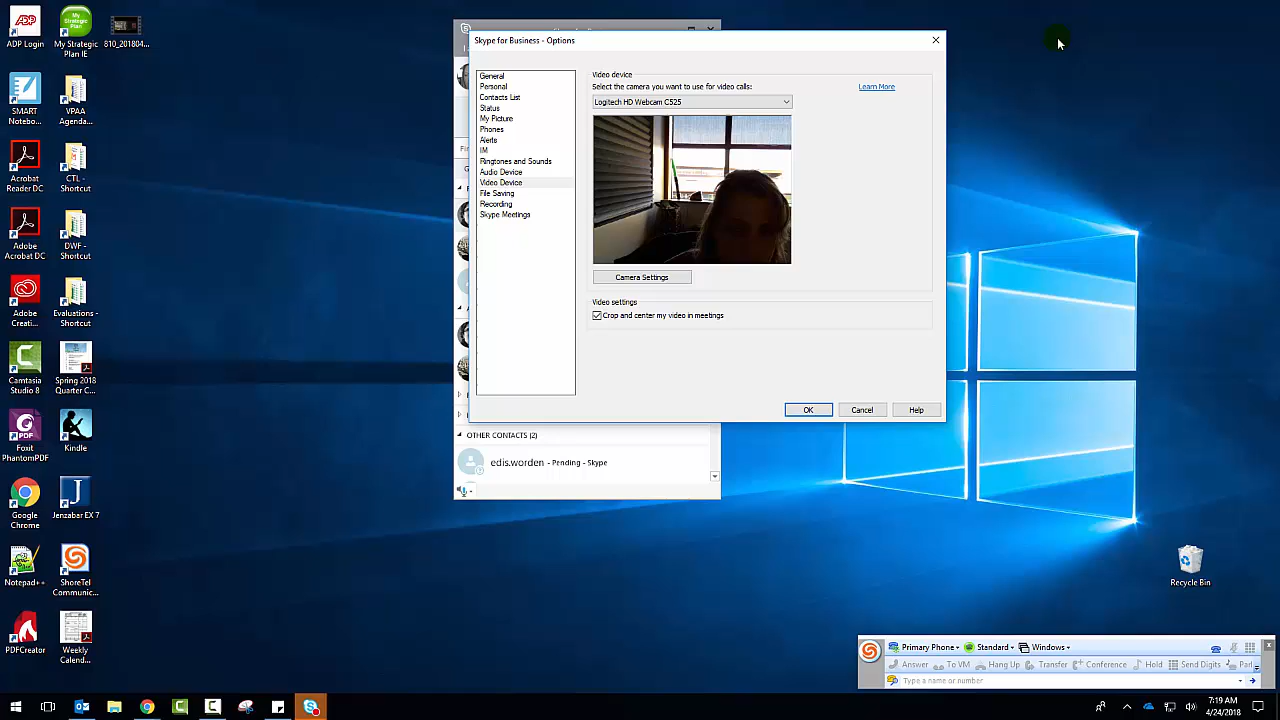 ADP Login
My Strategic Plan IE
810_201804...
SMART Notebo...
VPAA Agenda...
Acrobat Reader DC
CTL - Shortcut
Adobe Acrobat DC
DWF - Shortcut
Adobe Creati...
Evaluations - Shortcut
Camtasia Studio 8
Spring 2018 Quarter C...
Foxit PhantomPDF
Kindle
Google Chrome
Jenzabar EX 7
Notepad++
ShoreTel Communic...
PDFCreator
Weekly Calend...
Skype for Business - Options
General
Personal
Contacts List
Status
My Picture
Phones
Alerts
IM
Ringtones and Sounds
Audio Device
Video Device
File Saving
Recording
Skype Meetings
Video device
Select the camera you want to use for video calls:
Learn More
Logitech HD Webcam C525
Camera Settings
Video settings
Crop and center my video in meetings
OK
Cancel
Help
OTHER CONTACTS (2)
edis.worden - Pending - Skype
Recycle Bin
Primary Phone
Standard
Windows
Answer
To VM
Hang Up
Transfer
Conference
Hold
Send Digits
Parl
Type a name or number
7:19 AM
4/24/2018